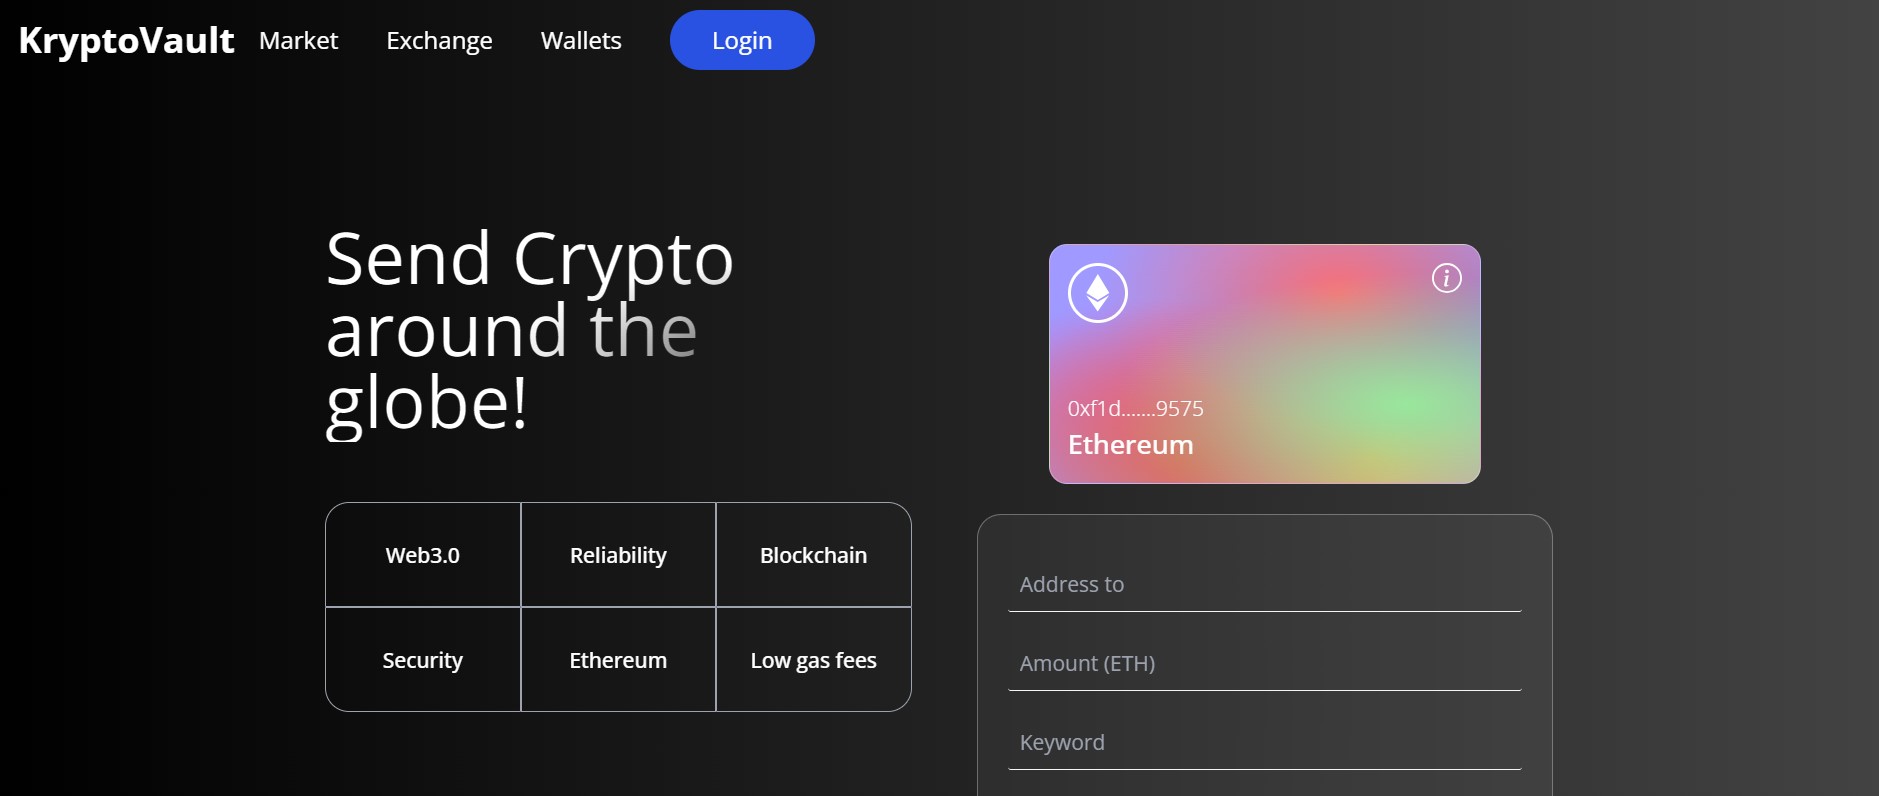 KryptoVault Market Exchange Wallets Login
Send Crypto
around the
globe!
0xf1d.......9575
Ethereum
Web3.0 Reliability Blockchain
Security Ethereum Low gas fees
Address to
Amount (ETH)
Keyword